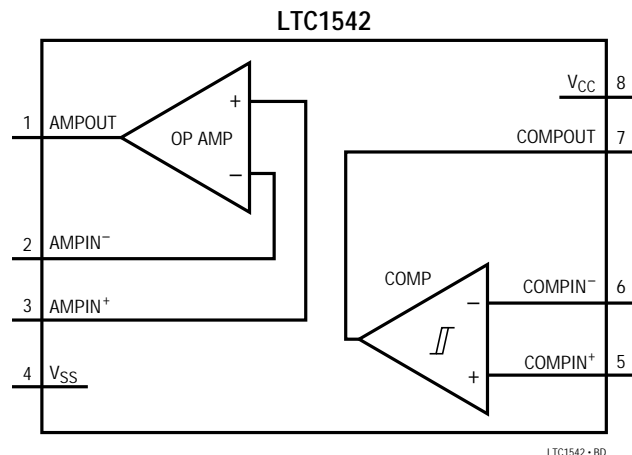 LTC1542
1 AMPOUT
2 AMPIN⁻
3 AMPIN⁺
4 VSS
+
OP AMP
−
VCC 8
COMPOUT 7
COMP
−
+
COMPIN⁻ 6
COMPIN⁺ 5
LTC1542 • BD